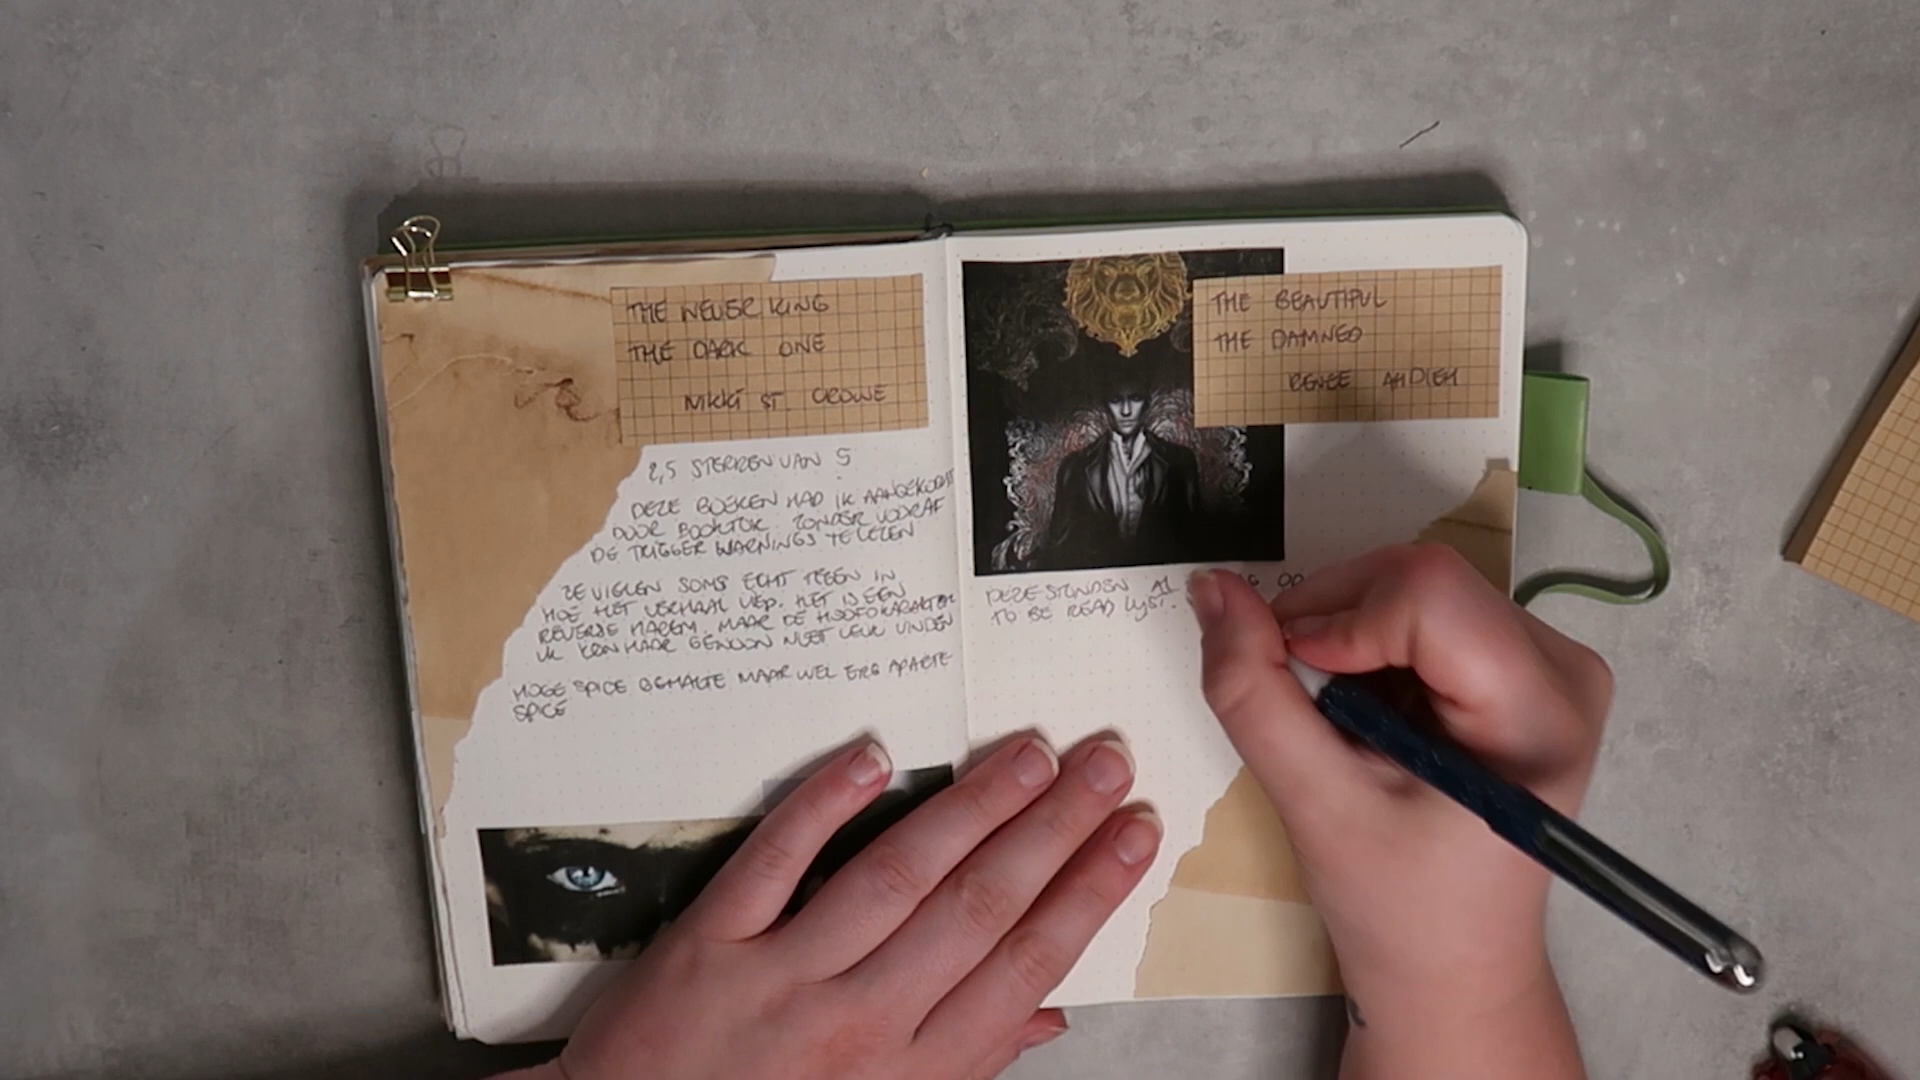 THE NEVER KING
THE DARK ONE
NIKKI ST. CROWE
2,5 STERREN VAN 5
DEZE BOEKEN HAD IK AANGEKOCHT
DOOR BOOKTOK. ZONDER VOORAF
DE TRIGGER WARNINGS TE LEZEN
ZE VIELEN SOMS ECHT TEGEN IN
HOE HET VERHAAL LIEP. HET IS EEN
REVERSE HAREM, MAAR DE HOOFDKARAKTER
IK KON HAAR GEWOON NIET LEUK VINDEN
HOGE SPICE GEHALTE MAAR WEL ERG APARTE
SPICE
THE BEAUTIFUL
THE DAMNED
RENEE AHDIEH
DEZE STONDEN AL OP
TO BE READ LIJST.